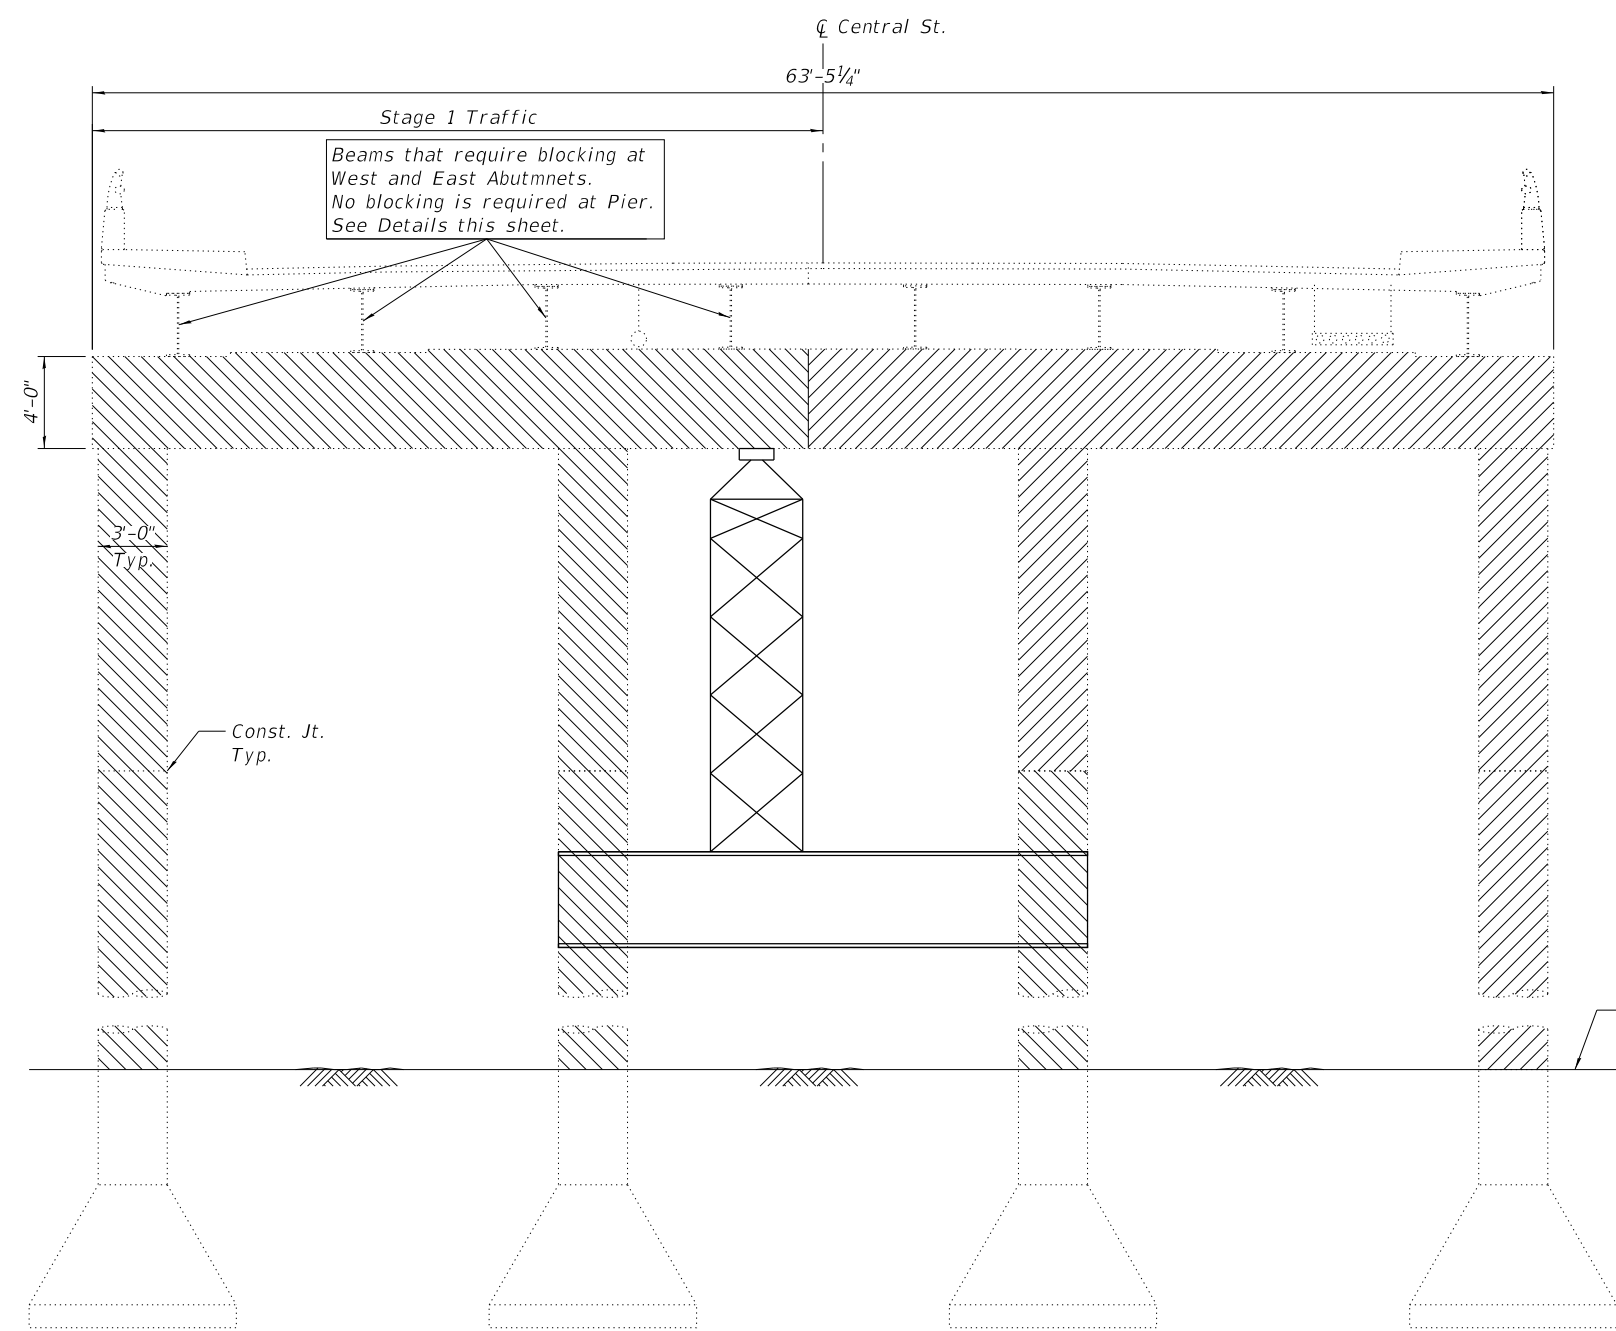 ℄ Central St.
63'-5¼"
Stage 1 Traffic
Beams that require blocking at
West and East Abutmnets.
No blocking is required at Pier.
See Details this sheet.
4'-0"
3'-0"
Typ.
Const. Jt.
Typ.